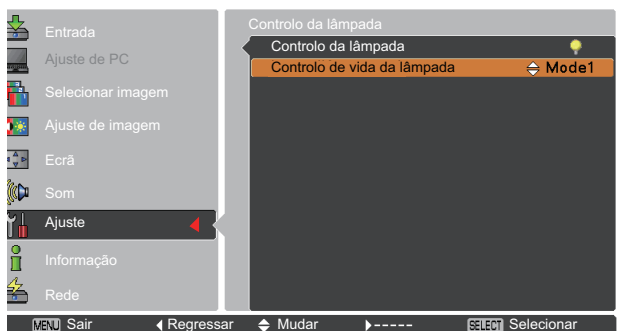 Entrada
Ajuste de PC
Selecionar imagem
Ajuste de imagem
Ecrã
Som
Ajuste
Informação
Rede
Controlo da lâmpada
Controlo da lâmpada
Controlo de vida da lâmpada Mode1
MENU Sair Regressar Mudar ----- SELECT Selecionar